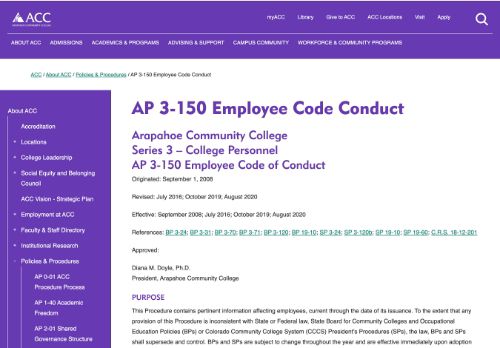 ACC
ARAPAHOE COMMUNITY COLLEGE
myACC Library Give to ACC ACC Locations Visit Apply
ABOUT ACC ADMISSIONS ACADEMICS & PROGRAMS ADVISING & SUPPORT CAMPUS COMMUNITY WORKFORCE & COMMUNITY PROGRAMS
ACC / About ACC / Policies & Procedures / AP 3-150 Employee Code Conduct
About ACC
Accreditation
Locations
College Leadership
Social Equity and Belonging
Council
ACC Vision - Strategic Plan
Employment at ACC
Faculty & Staff Directory
Institutional Research
Policies & Procedures
AP 0-01 ACC
Procedure Process
AP 1-40 Academic
Freedom
AP 2-01 Shared
Governance Structure
AP 3-150 Employee Code Conduct
Arapahoe Community College
Series 3 – College Personnel
AP 3-150 Employee Code of Conduct
Originated: September 1, 2008
Revised: July 2016; October 2019; August 2020
Effective: September 2008; July 2016; October 2019; August 2020
References: BP 3-24; BP 3-31; BP 3-70; BP 3-71; BP 3-120; BP 19-10; SP 3-24; SP 3-120b; SP 19-10; SP 19-60; C.R.S. 18-12-201
Approved:
Diana M. Doyle, Ph.D.
President, Arapahoe Community College
PURPOSE
This Procedure contains pertinent information affecting employees, current through the date of its issuance. To the extent that any
provision of this Procedure is inconsistent with State or Federal law, State Board for Community Colleges and Occupational
Education Policies (BPs) or Colorado Community College System (CCCS) President's Procedures (SPs), the law, BPs and SPs
shall supersede and control. BPs and SPs are subject to change throughout the year and are effective immediately upon adoption